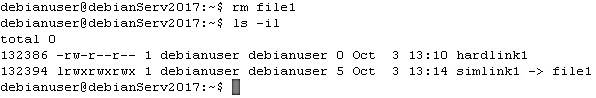 debianuser@debianServ2017:~$ rm file1
debianuser@debianServ2017:~$ ls -il
total 0
132386 -rw-r--r-- 1 debianuser debianuser 0 Oct  3 13:10 hardlink1
132394 lrwxrwxrwx 1 debianuser debianuser 5 Oct  3 13:14 simlink1 -> file1
debianuser@debianServ2017:~$